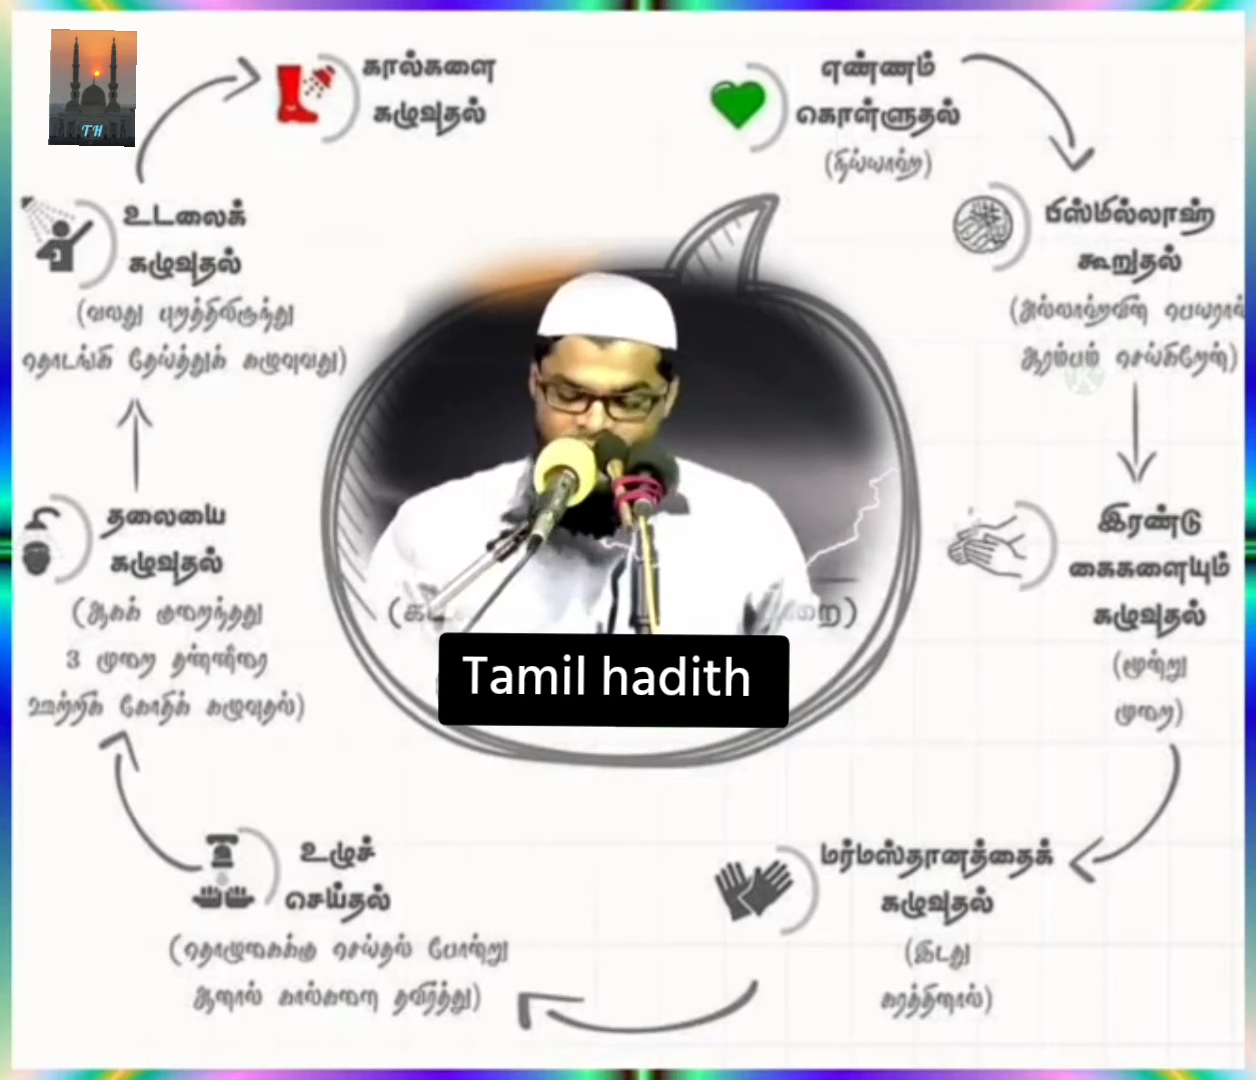 TH
எண்ணம்
கொள்ளுதல்
(நிய்யாஹ்)
பிஸ்மில்லாஹ்
கூறுதல்
(அல்லாஹ்வின் பெயரால்
ஆரம்பம் செய்கிறேன்)
இரண்டு
கைகளையும்
கழுவுதல்
(மூன்று
முறை)
மர்மஸ்தானத்தைக்
கழுவுதல்
(இடது
கரத்தினால்)
உழுச்
செய்தல்
(தொழுகைக்கு செய்தல் போன்று
ஆனால் கால்களை தவிர்த்து)
தலையை
கழுவுதல்
(ஆகக் குறைந்தது
3 முறை தண்ணீரை
ஊற்றிக் கோதிக் கழுவுதல்)
உடலைக்
கழுவுதல்
(வலது புறத்திலிருந்து
தொடங்கி தேய்த்துக் கழுவுவது)
கால்களை
கழுவுதல்
Tamil hadith